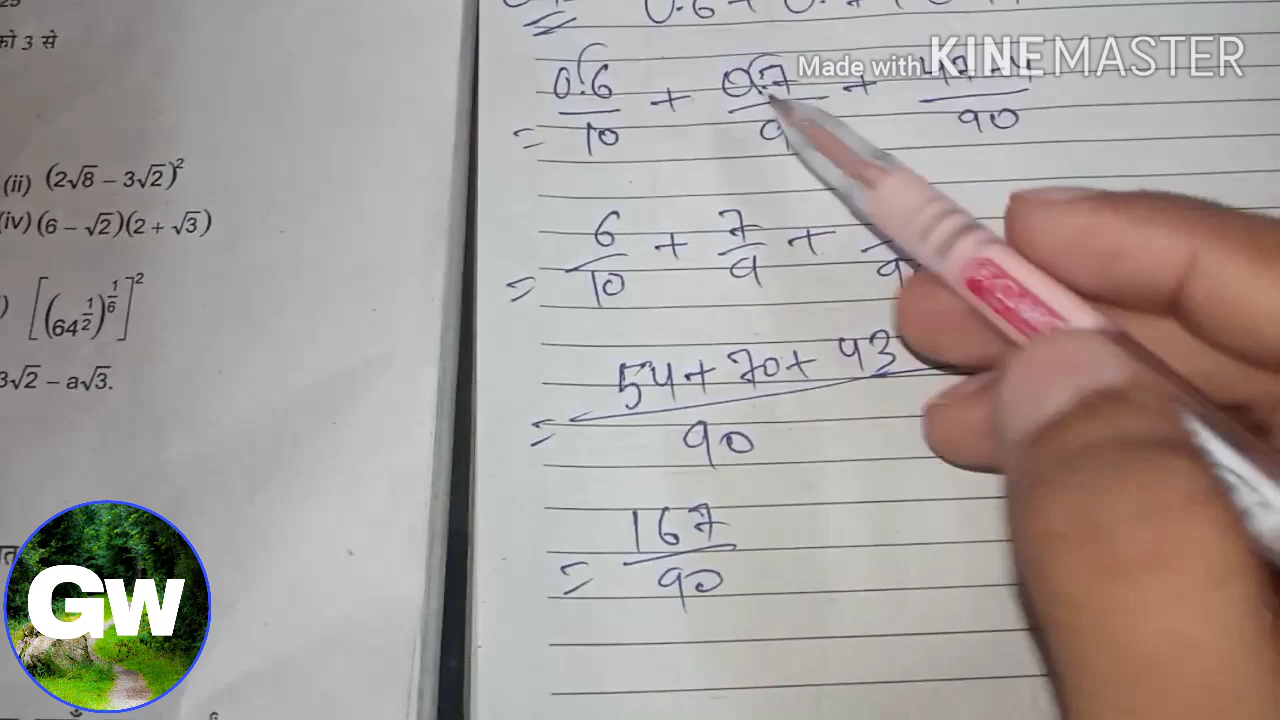 को 3 से
(ii) (2√8 – 3√2)²
(iv) (6 – √2)(2 + √3)
) [(64^1/2)^1/6]²
3√2 – a√3.
Made with KINEMASTER
= 0.6/10 + 0.7/9 + 47-4/90
= 6/10 + 7/9 +
= 54+70+43/90
= 167/90
GW